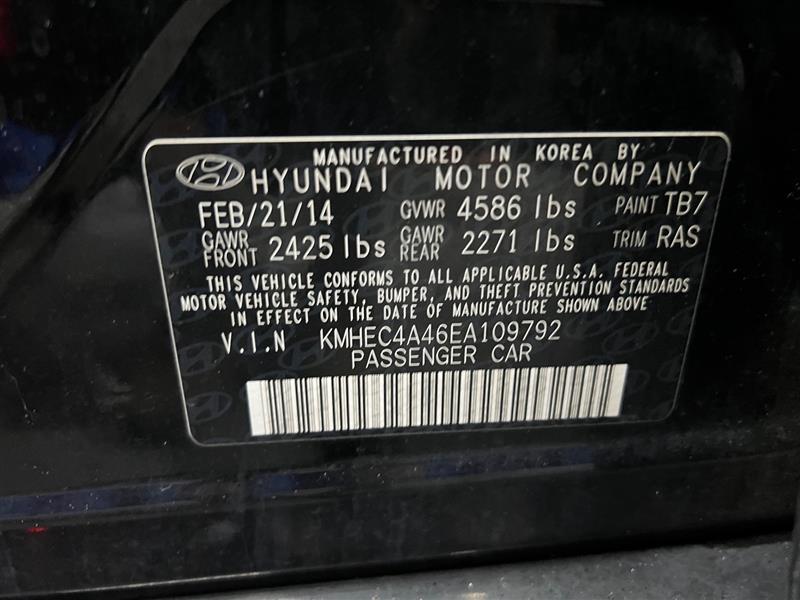 MANUFACTURED IN KOREA BY
HYUNDAI MOTOR COMPANY
FEB/21/14 GVWR 4586 lbs PAINT TB7
GAWR FRONT 2425 lbs GAWR REAR 2271 lbs TRIM RAS
THIS VEHICLE CONFORMS TO ALL APPLICABLE U.S.A. FEDERAL
MOTOR VEHICLE SAFETY, BUMPER, AND THEFT PREVENTION STANDARDS
IN EFFECT ON THE DATE OF MANUFACTURE SHOWN ABOVE
V.I.N KMHEC4A46EA109792
PASSENGER CAR